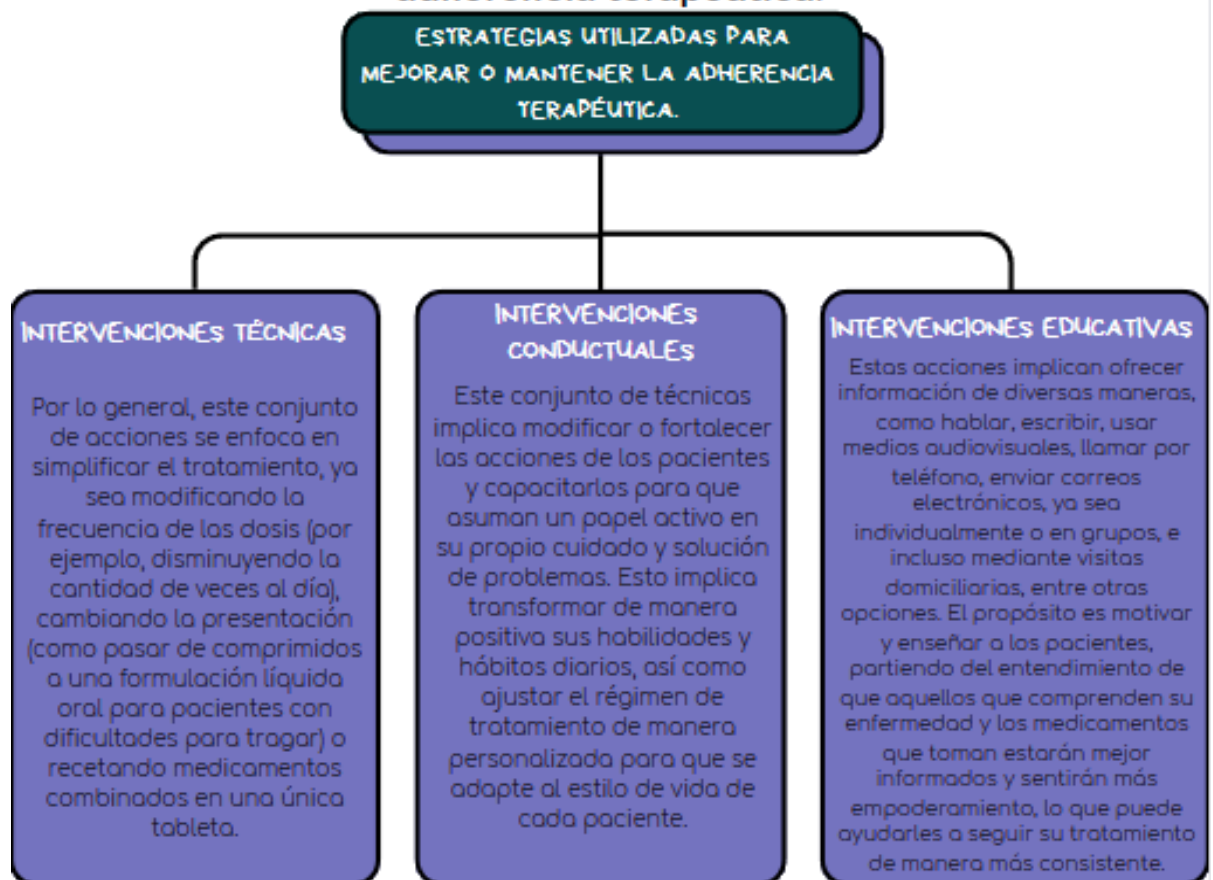 adherencia terapéutica.
ESTRATEGIAS UTILIZADAS PARA
MEJORAR O MANTENER LA ADHERENCIA
TERAPÉUTICA.
INTERVENCIONES TÉCNICAS
Por lo general, este conjunto
de acciones se enfoca en
simplificar el tratamiento, ya
sea modificando la
frecuencia de las dosis (por
ejemplo, disminuyendo la
cantidad de veces al día),
cambiando la presentación
(como pasar de comprimidos
a una formulación líquida
oral para pacientes con
dificultades para tragar) o
recetando medicamentos
combinados en una única
tableta.
INTERVENCIONES
CONDUCTUALES
Este conjunto de técnicas
implica modificar o fortalecer
las acciones de los pacientes
y capacitarlos para que
asuman un papel activo en
su propio cuidado y solución
de problemas. Esto implica
transformar de manera
positiva sus habilidades y
hábitos diarios, así como
ajustar el régimen de
tratamiento de manera
personalizada para que se
adapte al estilo de vida de
cada paciente.
INTERVENCIONES EDUCATIVAS
Estas acciones implican ofrecer
información de diversas maneras,
como hablar, escribir, usar
medios audiovisuales, llamar por
teléfono, enviar correos
electrónicos, ya sea
individualmente o en grupos, e
incluso mediante visitas
domiciliarias, entre otras
opciones. El propósito es motivar
y enseñar a los pacientes,
partiendo del entendimiento de
que aquellos que comprenden su
enfermedad y los medicamentos
que toman estarán mejor
informados y sentirán más
empoderamiento, lo que puede
ayudarles a seguir su tratamiento
de manera más consistente.